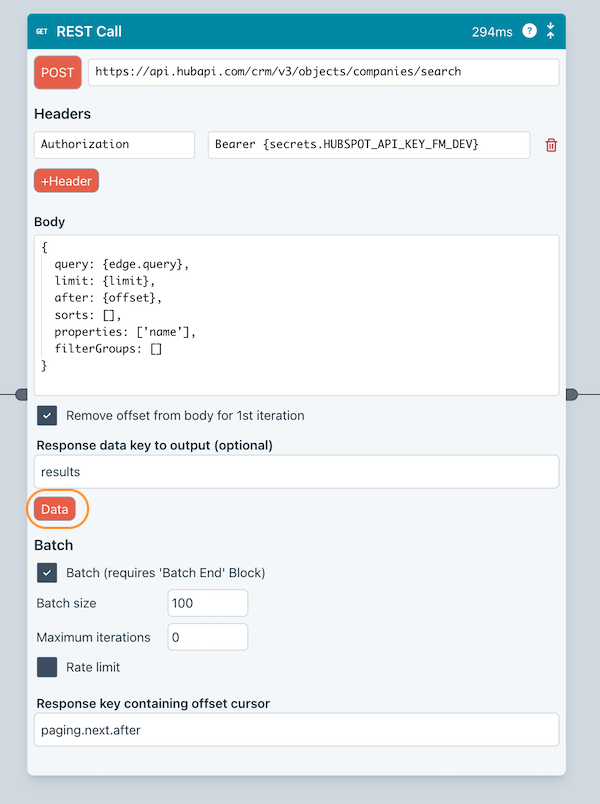 GET REST Call 294ms ?
POST https://api.hubapi.com/crm/v3/objects/companies/search
Headers
Authorization Bearer {secrets.HUBSPOT_API_KEY_FM_DEV}
+Header
Body
{
query: {edge.query},
limit: {limit},
after: {offset},
sorts: [],
properties: ['name'],
filterGroups: []
}
Remove offset from body for 1st iteration
Response data key to output (optional)
results
Data
Batch
Batch (requires 'Batch End' Block)
Batch size 100
Maximum iterations 0
Rate limit
Response key containing offset cursor
paging.next.after